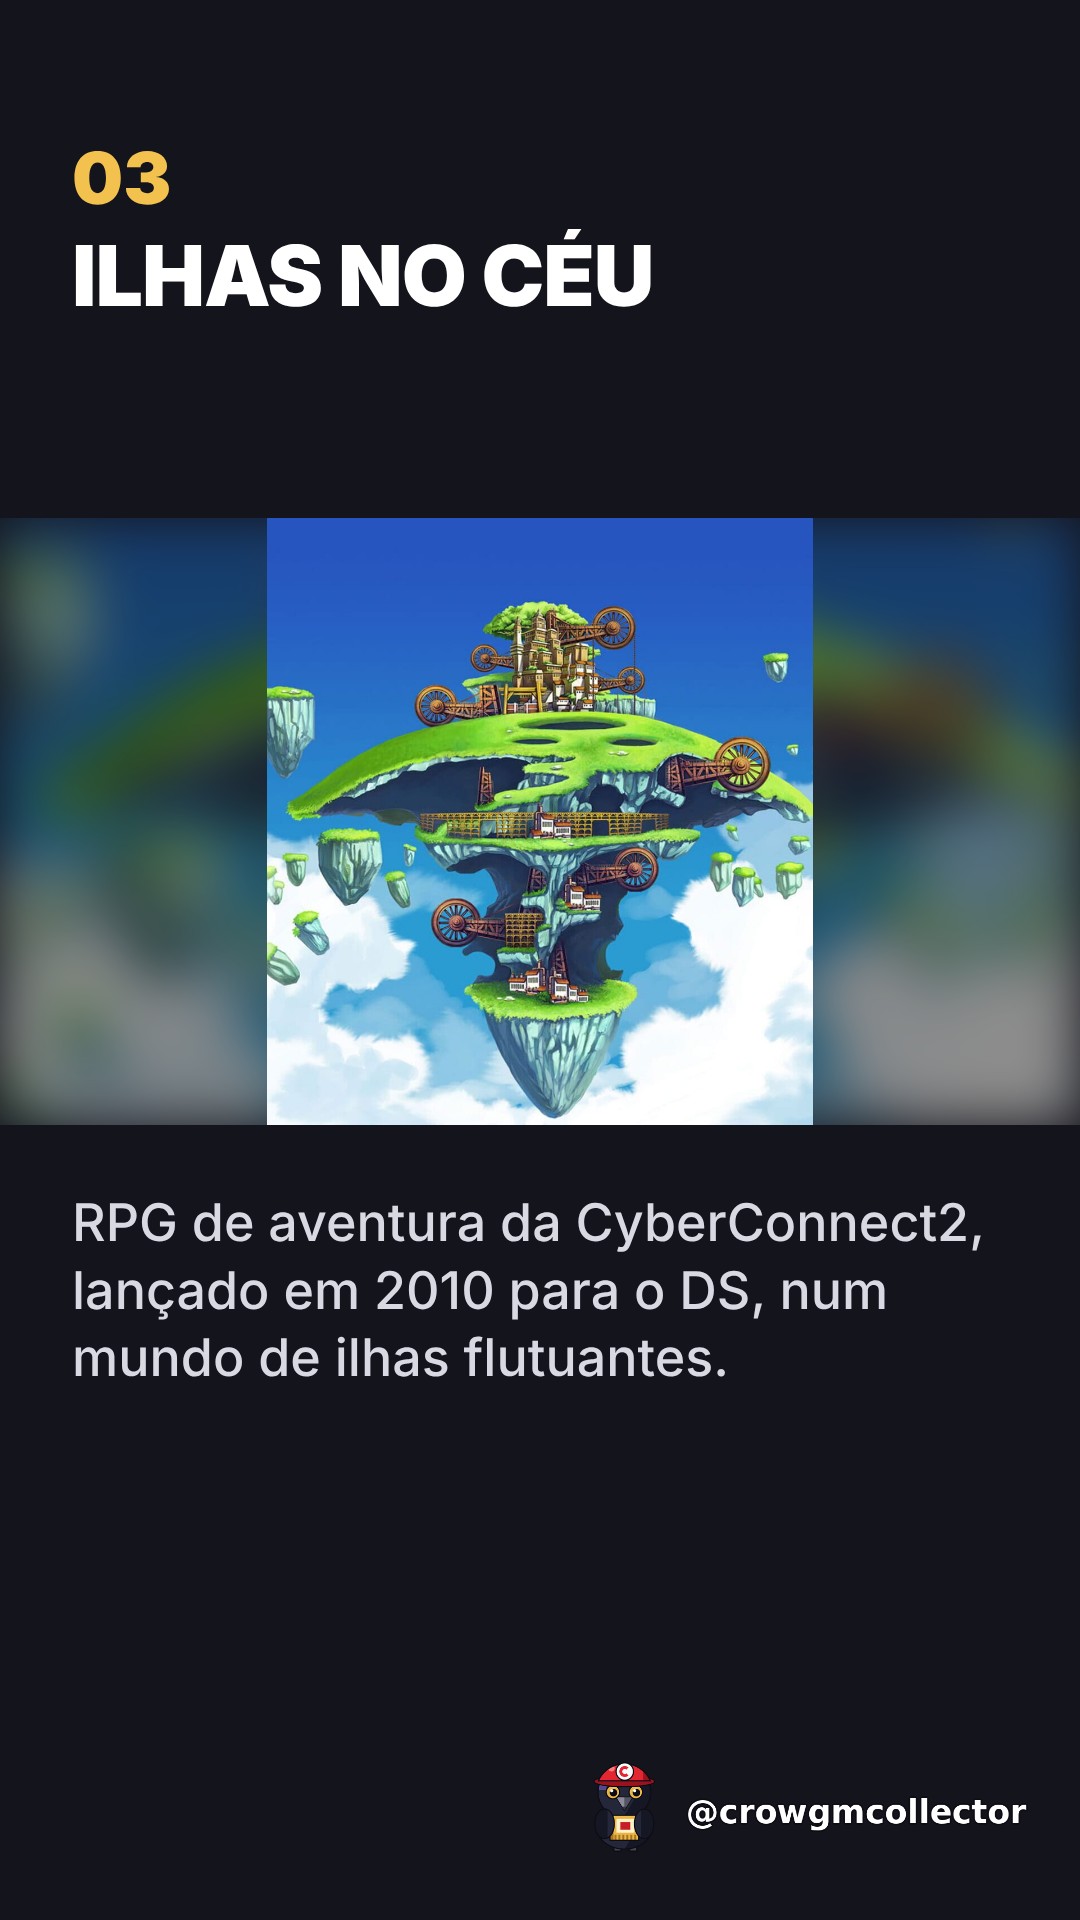 03
ILHAS NO CÉU
RPG de aventura da CyberConnect2,
lançado em 2010 para o DS, num
mundo de ilhas flutuantes.
C
@crowgmcollector